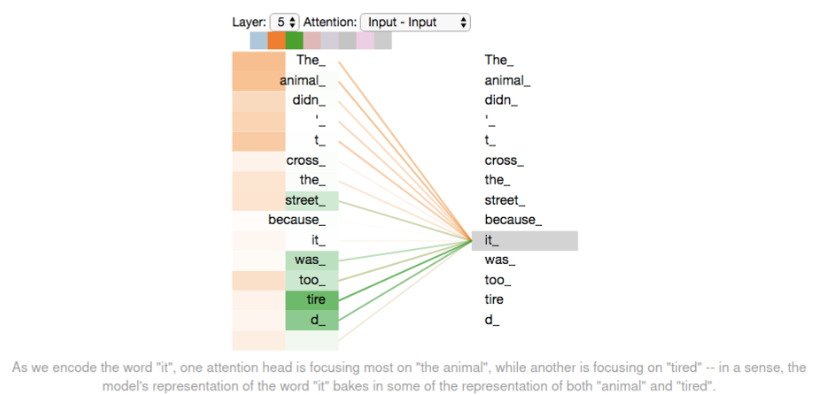 Layer: 5 Attention: Input - Input
The_ The_
animal_ animal_
didn_ didn_
'_ '_
t_ t_
cross_ cross_
the_ the_
street_ street_
because_ because_
it_ it_
was_ was_
too_ too_
tire tire
d_ d_
As we encode the word "it", one attention head is focusing most on "the animal", while another is focusing on "tired" -- in a sense, the
model's representation of the word "it" bakes in some of the representation of both "animal" and "tired".